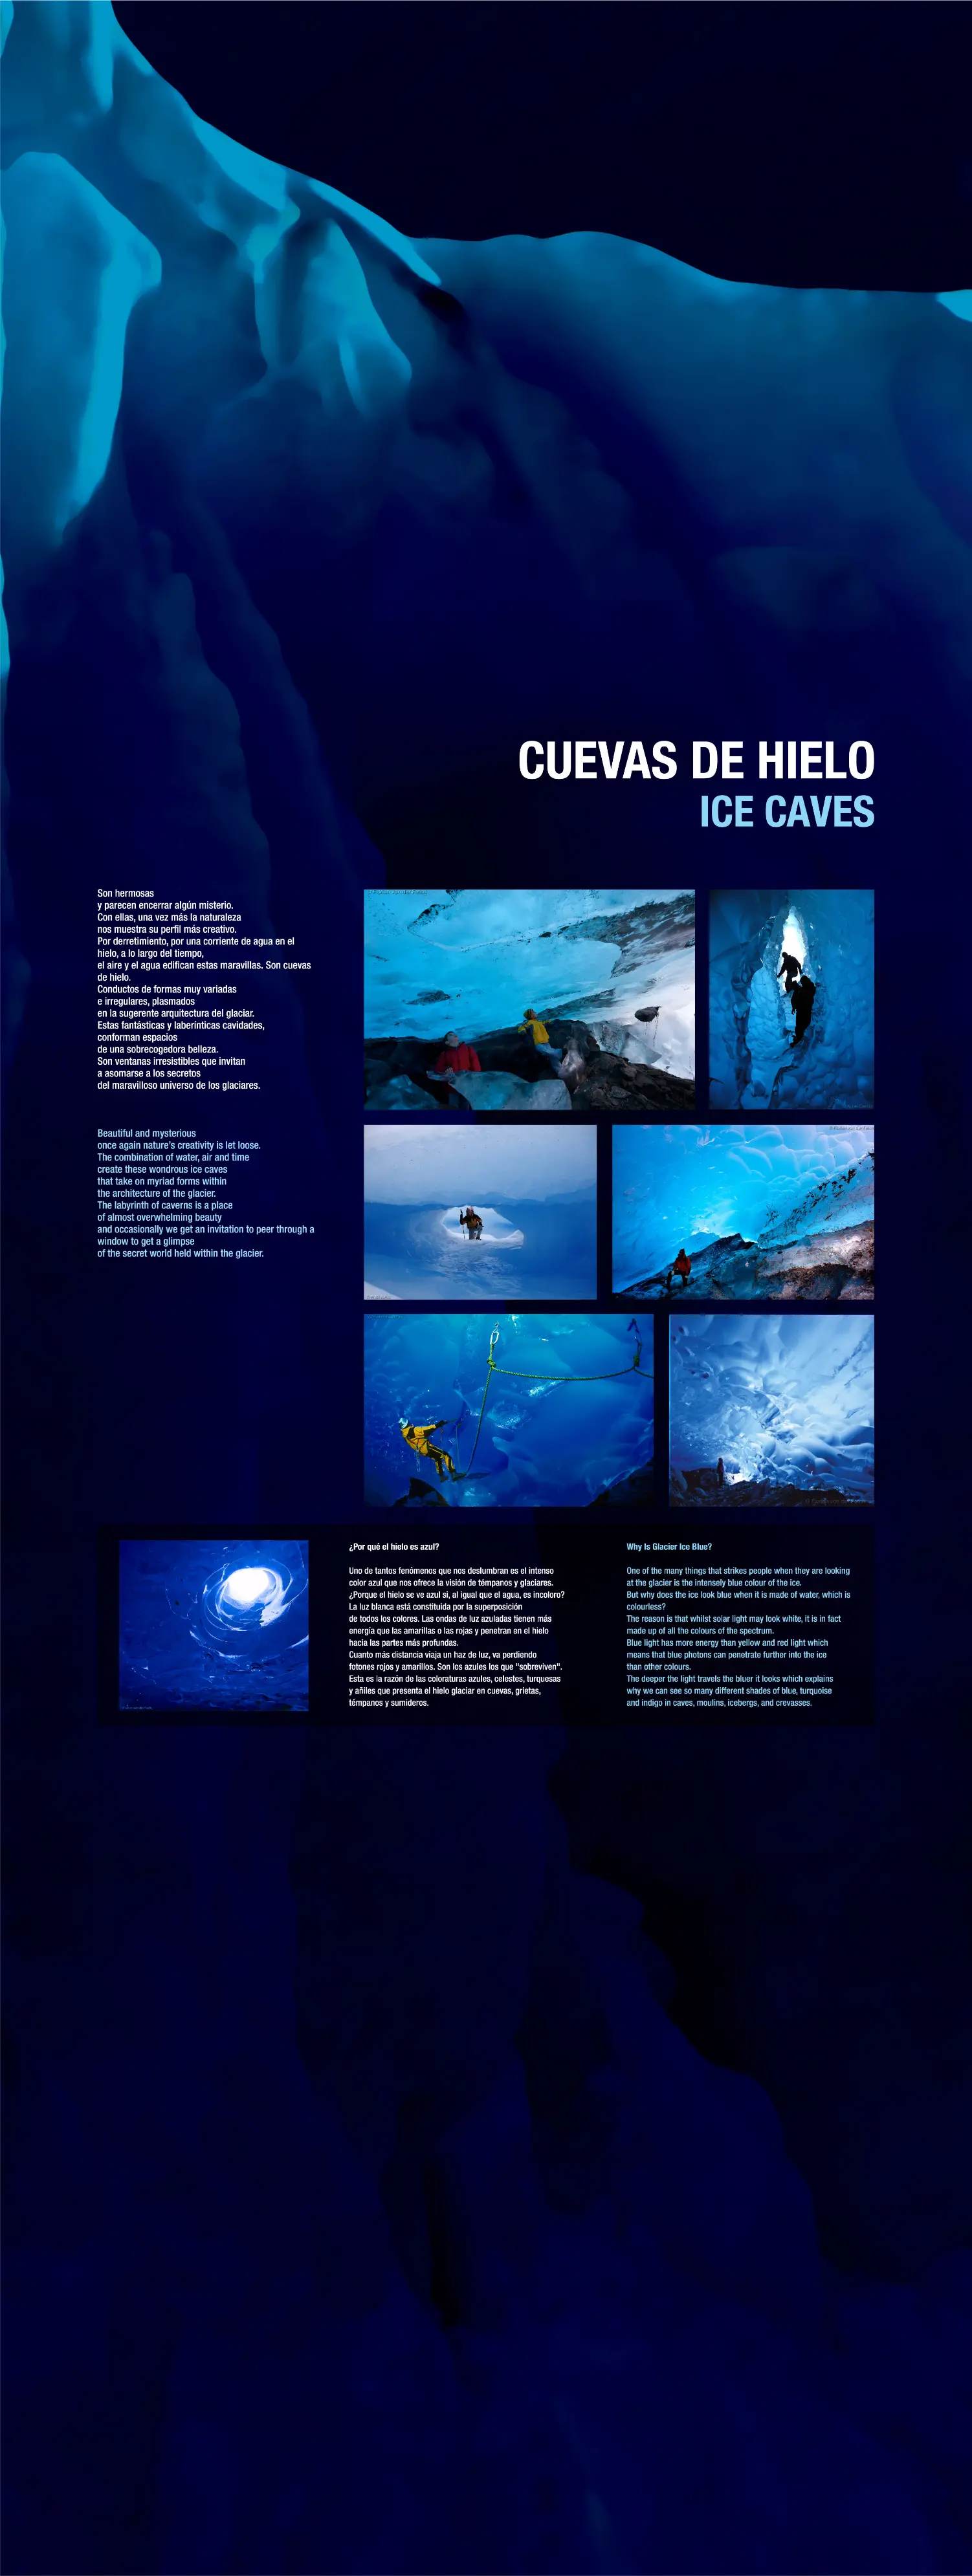 CUEVAS DE HIELO
ICE CAVES
Son hermosas
y parecen encerrar algún misterio.
Con ellas, una vez más la naturaleza
nos muestra su perfil más creativo.
Por derretimiento, por una corriente de agua en el
hielo, a lo largo del tiempo,
el aire y el agua edifican estas maravillas. Son cuevas
de hielo.
Conductos de formas muy variadas
e irregulares, plasmados
en la sugerente arquitectura del glaciar.
Estas fantásticas y laberínticas cavidades,
conforman espacios
de una sobrecogedora belleza.
Son ventanas irresistibles que invitan
a asomarse a los secretos
del maravilloso universo de los glaciares.
Beautiful and mysterious
once again nature's creativity is let loose.
The combination of water, air and time
create these wondrous ice caves
that take on myriad forms within
the architecture of the glacier.
The labyrinth of caverns is a place
of almost overwhelming beauty
and occasionally we get an invitation to peer through a
window to get a glimpse
of the secret world held within the glacier.
¿Por qué el hielo es azul?
Uno de tantos fenómenos que nos deslumbran es el intenso
color azul que nos ofrece la visión de témpanos y glaciares.
¿Porque el hielo se ve azul si, al igual que el agua, es incoloro?
La luz blanca está constituida por la superposición
de todos los colores. Las ondas de luz azuladas tienen más
energía que las amarillas o las rojas y penetran en el hielo
hacia las partes más profundas.
Cuanto más distancia viaja un haz de luz, va perdiendo
fotones rojos y amarillos. Son los azules los que "sobreviven".
Esta es la razón de las coloraturas azules, celestes, turquesas
y añiles que presenta el hielo glaciar en cuevas, grietas,
témpanos y sumideros.
Why Is Glacier Ice Blue?
One of the many things that strikes people when they are looking
at the glacier is the intensely blue colour of the ice.
But why does the ice look blue when it is made of water, which is
colourless?
The reason is that whilst solar light may look white, it is in fact
made up of all the colours of the spectrum.
Blue light has more energy than yellow and red light which
means that blue photons can penetrate further into the ice
than other colours.
The deeper the light travels the bluer it looks which explains
why we can see so many different shades of blue, turquoise
and indigo in caves, moulins, icebergs, and crevasses.